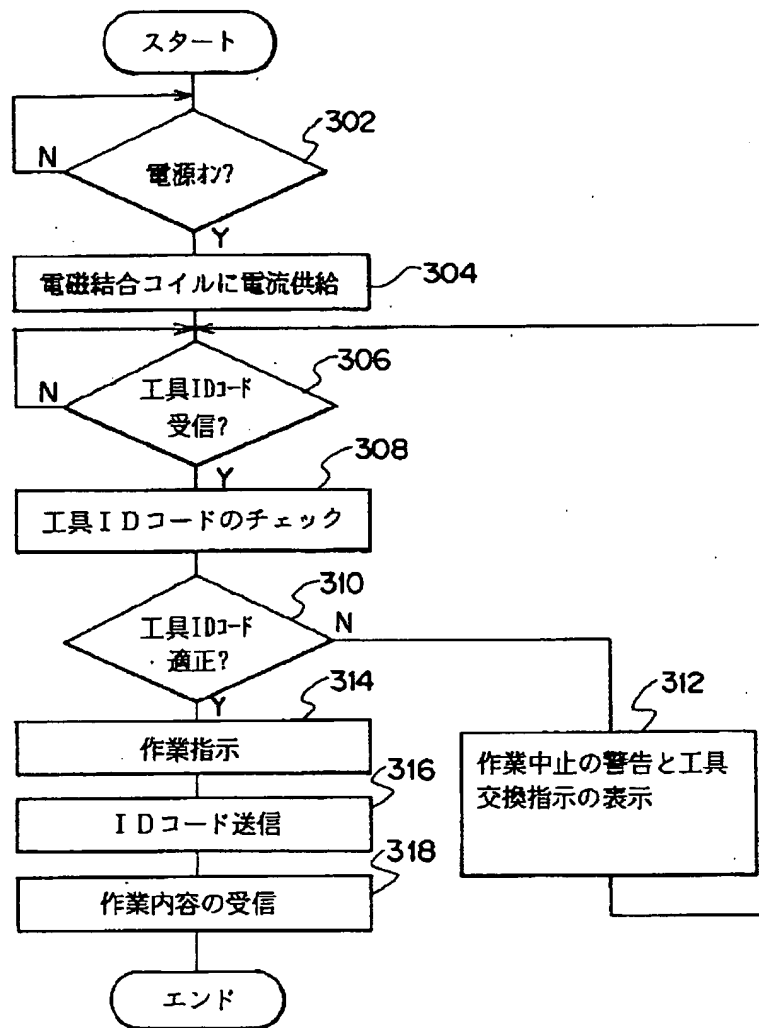 スタート
302
N
電源オン?
Y
電磁結合コイルに電流供給
304
306
N
工具IDコード
受信?
Y
308
工具IDコードのチェック
310
工具IDコード
適正?
N
Y
314
作業指示
312
作業中止の警告と工具
交換指示の表示
316
IDコード送信
318
作業内容の受信
エンド